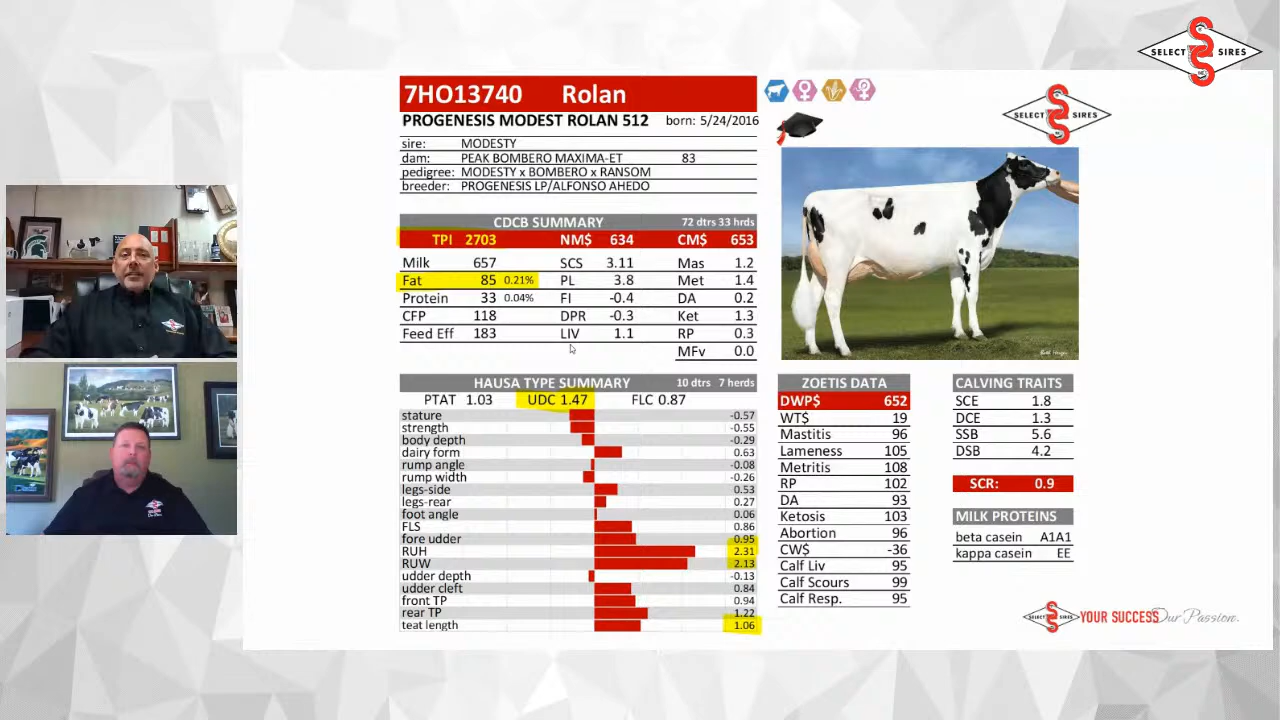 SELECT SIRES INC
7HO13740 Rolan
PROGENESIS MODEST ROLAN 512 born: 5/24/2016
sire: MODESTY
dam: PEAK BOMBERO MAXIMA-ET 83
pedigree: MODESTY x BOMBERO x RANSOM
breeder: PROGENESIS LP/ALFONSO AHEDO
SELECT SIRES
CDCB SUMMARY 72 dtrs 33 hrds
TPI 2703 NM$ 634 CM$ 653
Milk 657 SCS 3.11 Mas 1.2
Fat 85 0.21% PL 3.8 Met 1.4
Protein 33 0.04% FI -0.4 DA 0.2
CFP 118 DPR -0.3 Ket 1.3
Feed Eff 183 LIV 1.1 RP 0.3
MFv 0.0
HAUSA TYPE SUMMARY 10 dtrs 7 herds
PTAT 1.03 UDC 1.47 FLC 0.87
stature -0.57
strength -0.55
body depth -0.29
dairy form 0.63
rump angle -0.08
rump width -0.26
legs-side 0.53
legs-rear 0.27
foot angle 0.06
FLS 0.86
fore udder 0.95
RUH 2.31
RUW 2.13
udder depth -0.13
udder cleft 0.84
front TP 0.94
rear TP 1.22
teat length 1.06
ZOETIS DATA
DWP$ 652
WT$ 19
Mastitis 96
Lameness 105
Metritis 108
RP 102
DA 93
Ketosis 103
Abortion 96
CW$ -36
Calf Liv 95
Calf Scours 99
Calf Resp. 95
CALVING TRAITS
SCE 1.8
DCE 1.3
SSB 5.6
DSB 4.2
SCR: 0.9
MILK PROTEINS
beta casein A1A1
kappa casein EE
SELECT SIRES YOUR SUCCESS Our Passion.